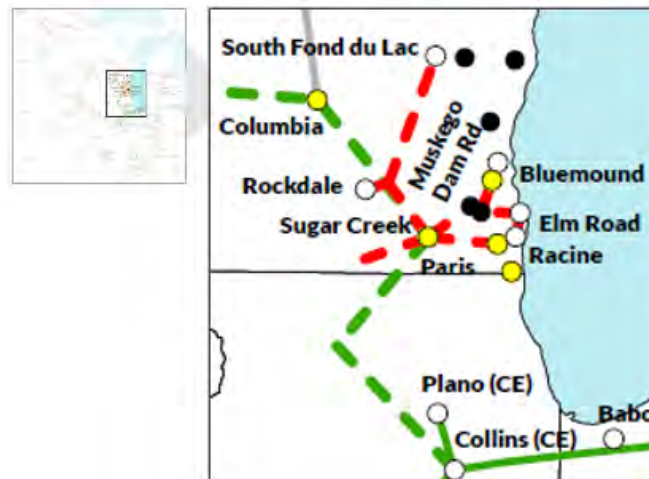 South Fond du Lac
Columbia
Muskego
Dam Rd
Rockdale
Bluemound
Sugar Creek
Elm Road
Paris
Racine
Plano (CE)
Babc
Collins (CE)